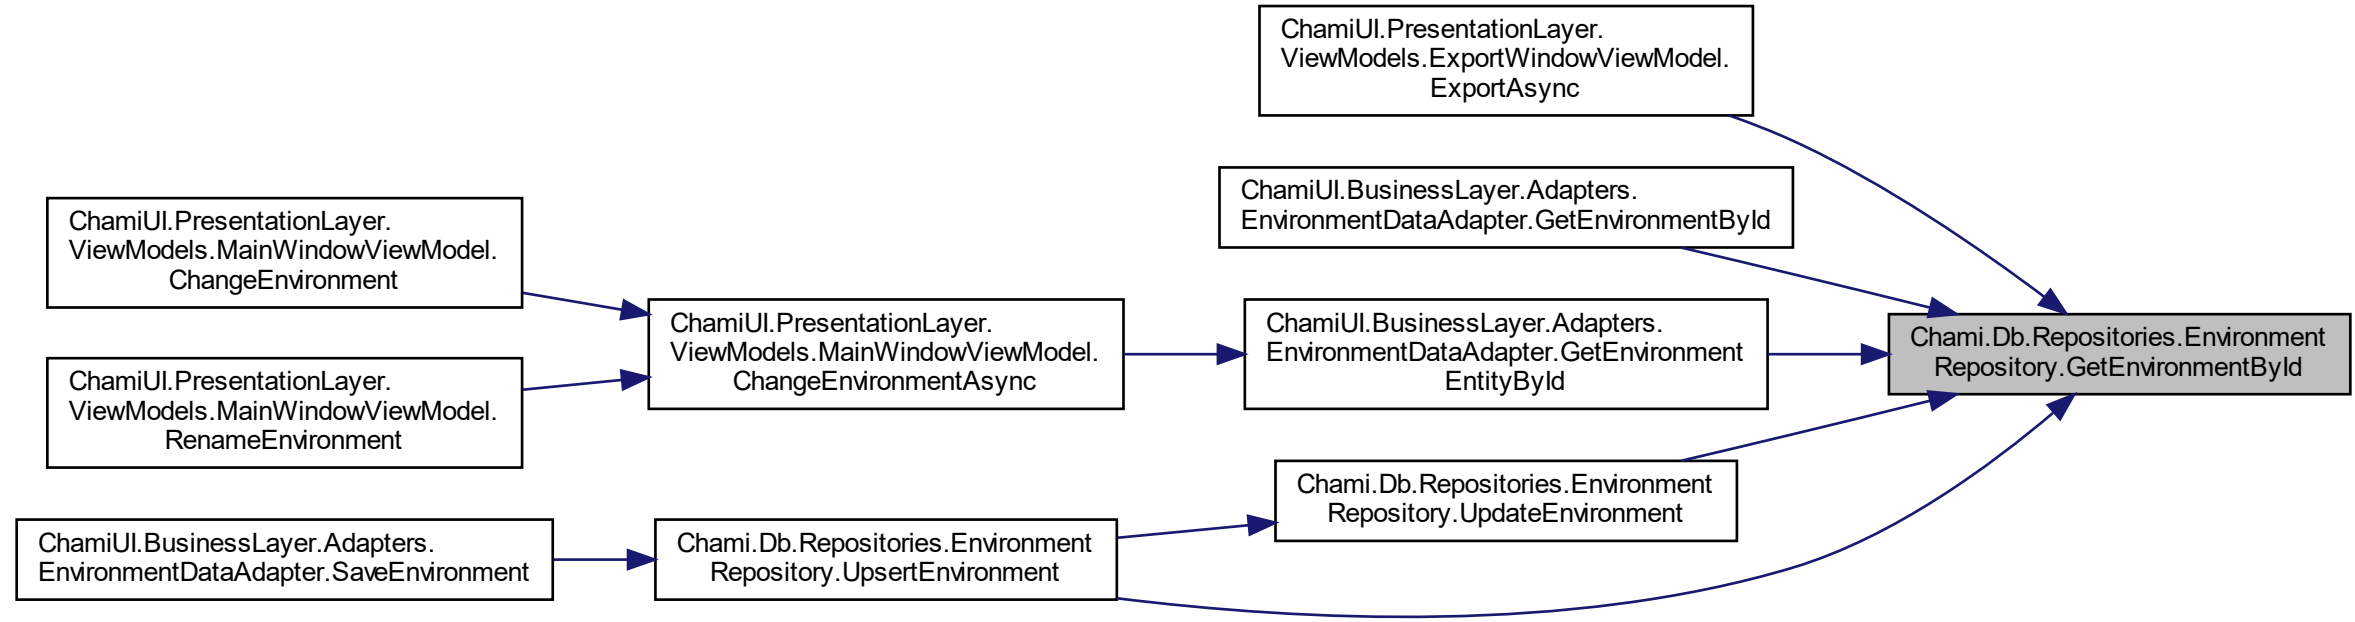 ChamiUI.PresentationLayer.
ViewModels.ExportWindowViewModel.
ExportAsync
ChamiUI.BusinessLayer.Adapters.
EnvironmentDataAdapter.GetEnvironmentById
ChamiUI.PresentationLayer.
ViewModels.MainWindowViewModel.
ChangeEnvironment
ChamiUI.PresentationLayer.
ViewModels.MainWindowViewModel.
ChangeEnvironmentAsync
ChamiUI.BusinessLayer.Adapters.
EnvironmentDataAdapter.GetEnvironment
EntityById
Chami.Db.Repositories.Environment
Repository.GetEnvironmentById
ChamiUI.PresentationLayer.
ViewModels.MainWindowViewModel.
RenameEnvironment
Chami.Db.Repositories.Environment
Repository.UpdateEnvironment
ChamiUI.BusinessLayer.Adapters.
EnvironmentDataAdapter.SaveEnvironment
Chami.Db.Repositories.Environment
Repository.UpsertEnvironment